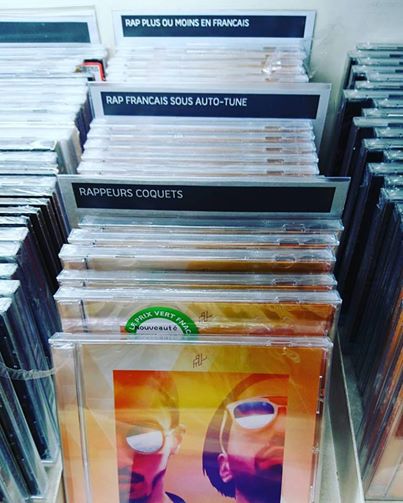 RAP PLUS OU MOINS EN FRANCAIS
RAP FRANCAIS SOUS AUTO-TUNE
RAPPEURS COQUETS
LE PRIX VERT FNAC
nouveauté